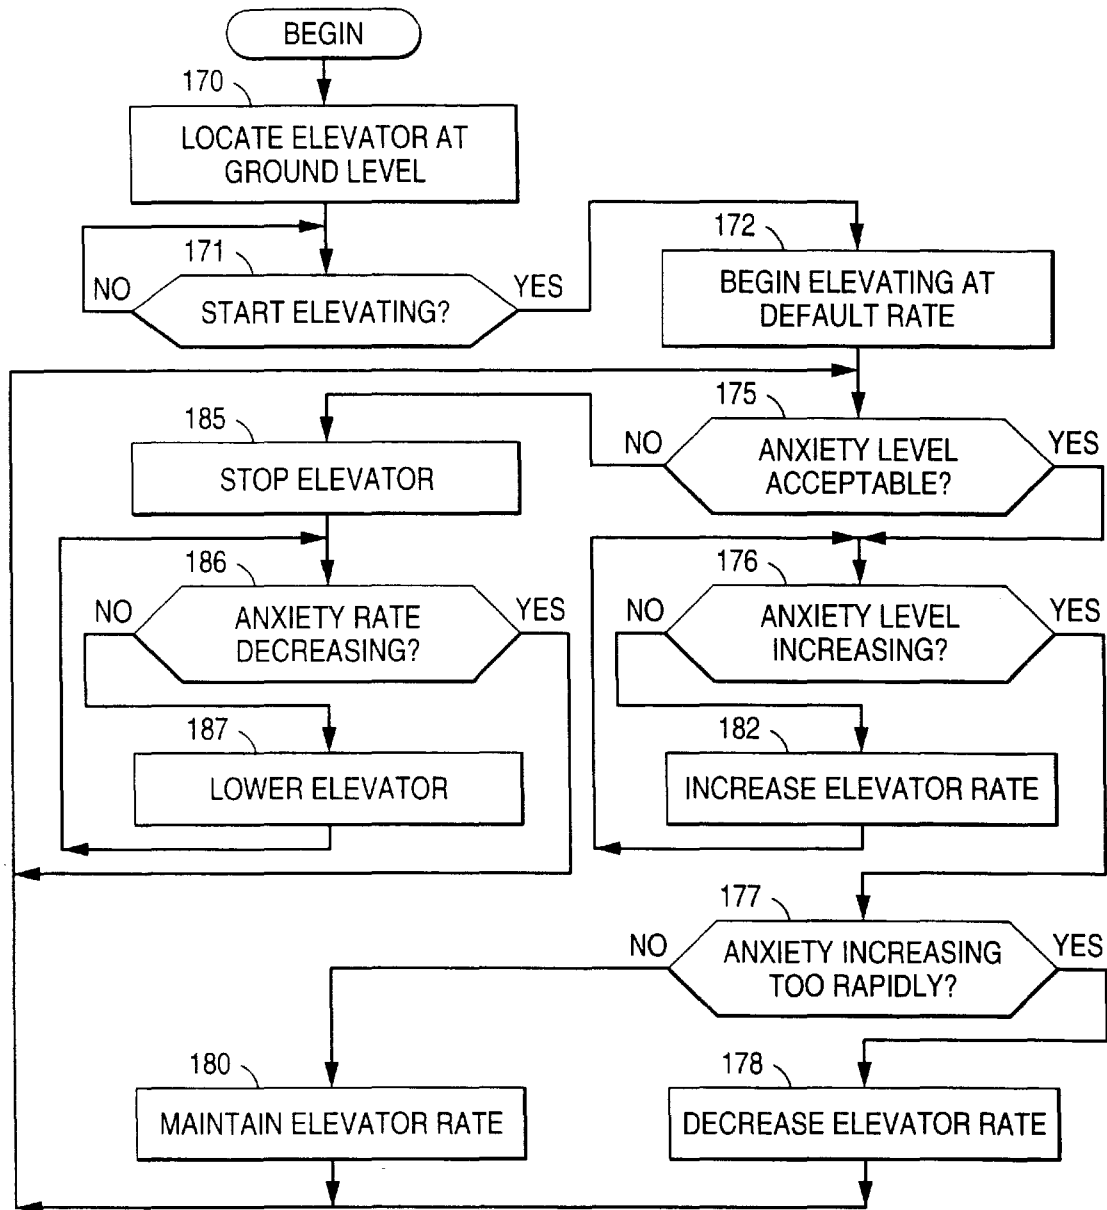 BEGIN
170
LOCATE ELEVATOR AT
GROUND LEVEL
171
NO
START ELEVATING?
YES
172
BEGIN ELEVATING AT
DEFAULT RATE
175
NO
ANXIETY LEVEL
ACCEPTABLE?
YES
185
STOP ELEVATOR
186
NO
ANXIETY RATE
DECREASING?
YES
187
LOWER ELEVATOR
176
NO
ANXIETY LEVEL
INCREASING?
YES
182
INCREASE ELEVATOR RATE
177
NO
ANXIETY INCREASING
TOO RAPIDLY?
YES
180
MAINTAIN ELEVATOR RATE
178
DECREASE ELEVATOR RATE